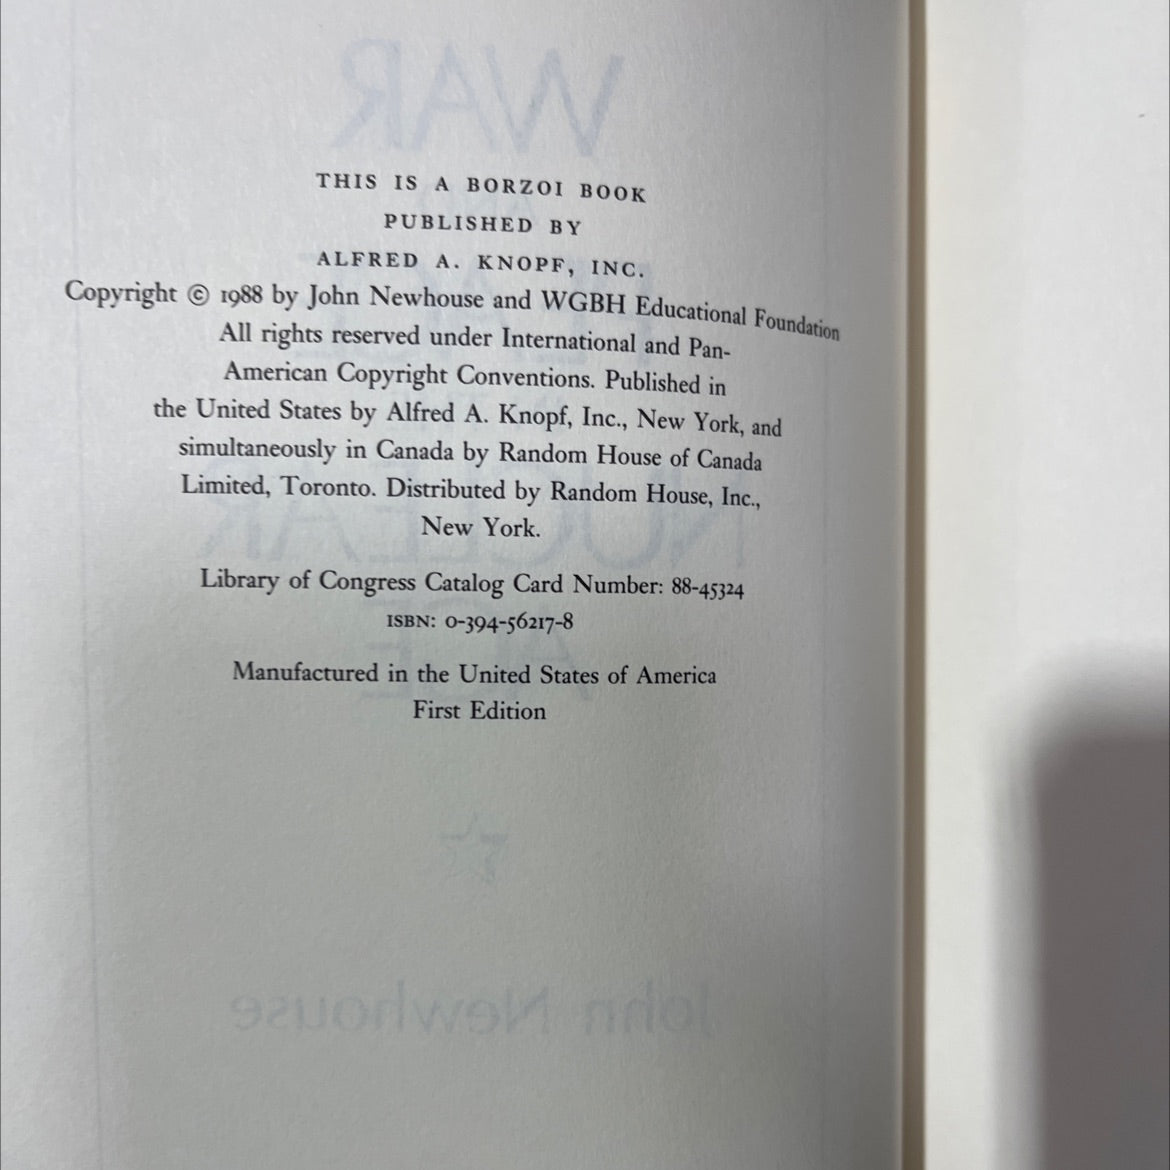 WAR
THIS IS A BORZOI BOOK
PUBLISHED BY
ALFRED A. KNOPF, INC.
Copyright © 1988 by John Newhouse and WGBH Educational Foundation
All rights reserved under International and Pan-
American Copyright Conventions. Published in
the United States by Alfred A. Knopf, Inc., New York, and
simultaneously in Canada by Random House of Canada
Limited, Toronto. Distributed by Random House, Inc.,
New York.
NUCLEAR
Library of Congress Catalog Card Number: 88-45324
ISBN: 0-394-56217-8
Manufactured in the United States of America
First Edition
John Newhouse